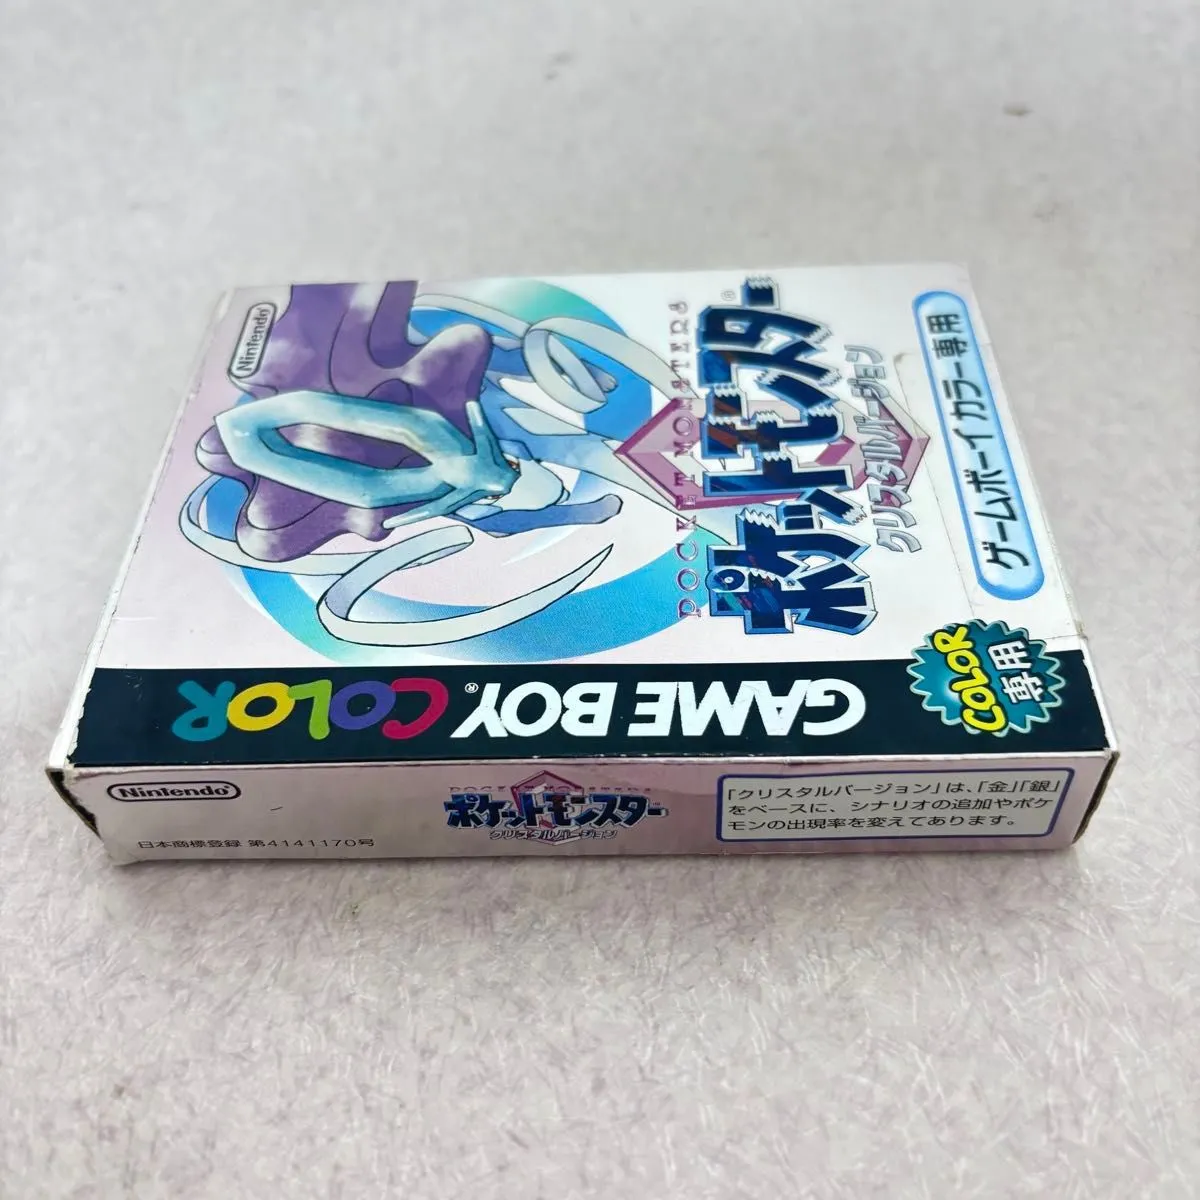 Nintendo®
POCKET MONSTERS
ポケットモンスター®
クリスタルバージョン
ゲームボーイカラー専用
COLOR
専用
GAME BOY COLOR®
Nintendo®
POCKET MONSTERS
ポケットモンスター
クリスタルバージョン
日本商標登録 第4141170号
「クリスタルバージョン」は、「金」「銀」
をベースに、シナリオの追加やポケ
モンの出現率を変えてあります。